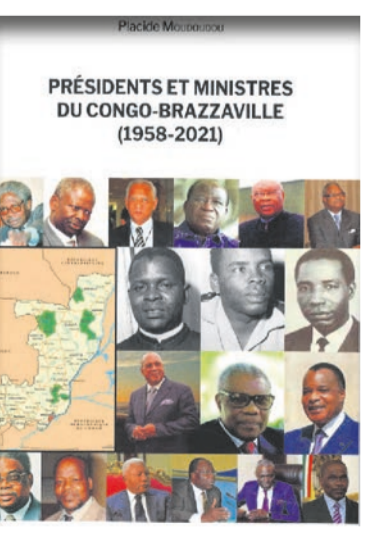 Placide Moudoudou
PRÉSIDENTS ET MINISTRES
DU CONGO-BRAZZAVILLE
(1958-2021)